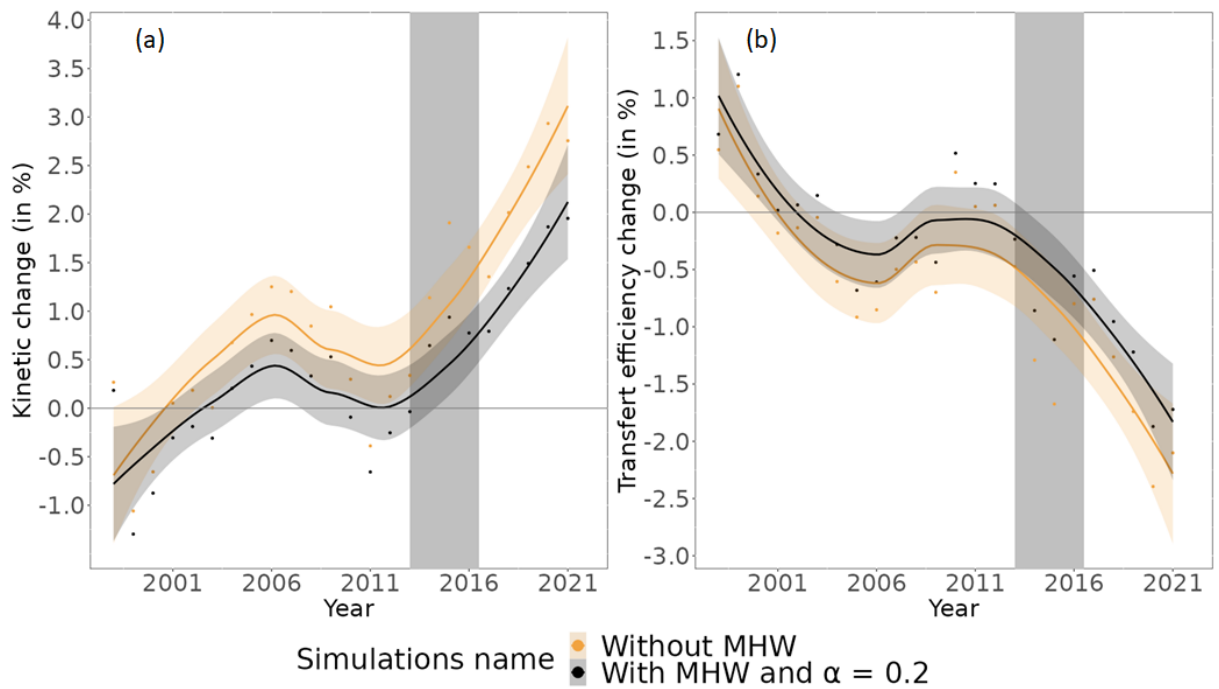 (a)
Kinetic change (in %)
4.0
3.5
3.0
2.5
2.0
1.5
1.0
0.5
0.0
-0.5
-1.0
2001 2006 2011 2016 2021
Year
(b)
Transfert efficiency change (in %)
1.5
1.0
0.5
0.0
-0.5
-1.0
-1.5
-2.0
-2.5
-3.0
2001 2006 2011 2016 2021
Year
Simulations name
Without MHW
With MHW and α = 0.2